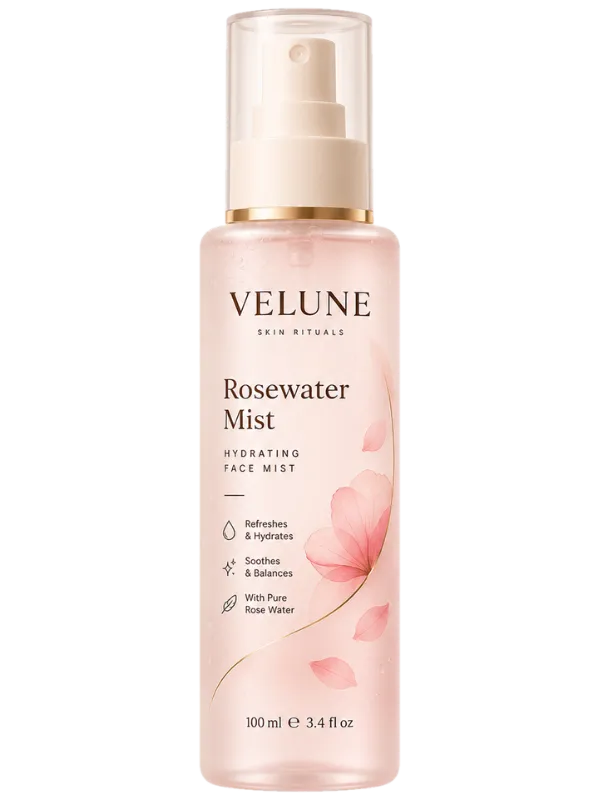 VELUNE
SKIN RITUALS
Rosewater
Mist
HYDRATING
FACE MIST
Refreshes
& Hydrates
Soothes
& Balances
With Pure
Rose Water
100 ml ℮ 3.4 fl oz